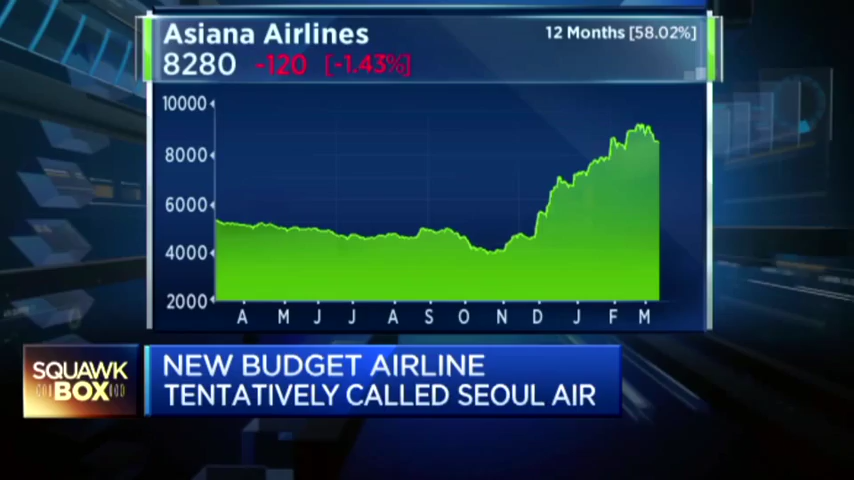 Asiana Airlines
12 Months [58.02%]
8280 -120 [-1.43%]
10000
8000
6000
4000
2000
A M J J A S O N D J F M
SQUAWK
BOX
NEW BUDGET AIRLINE
TENTATIVELY CALLED SEOUL AIR